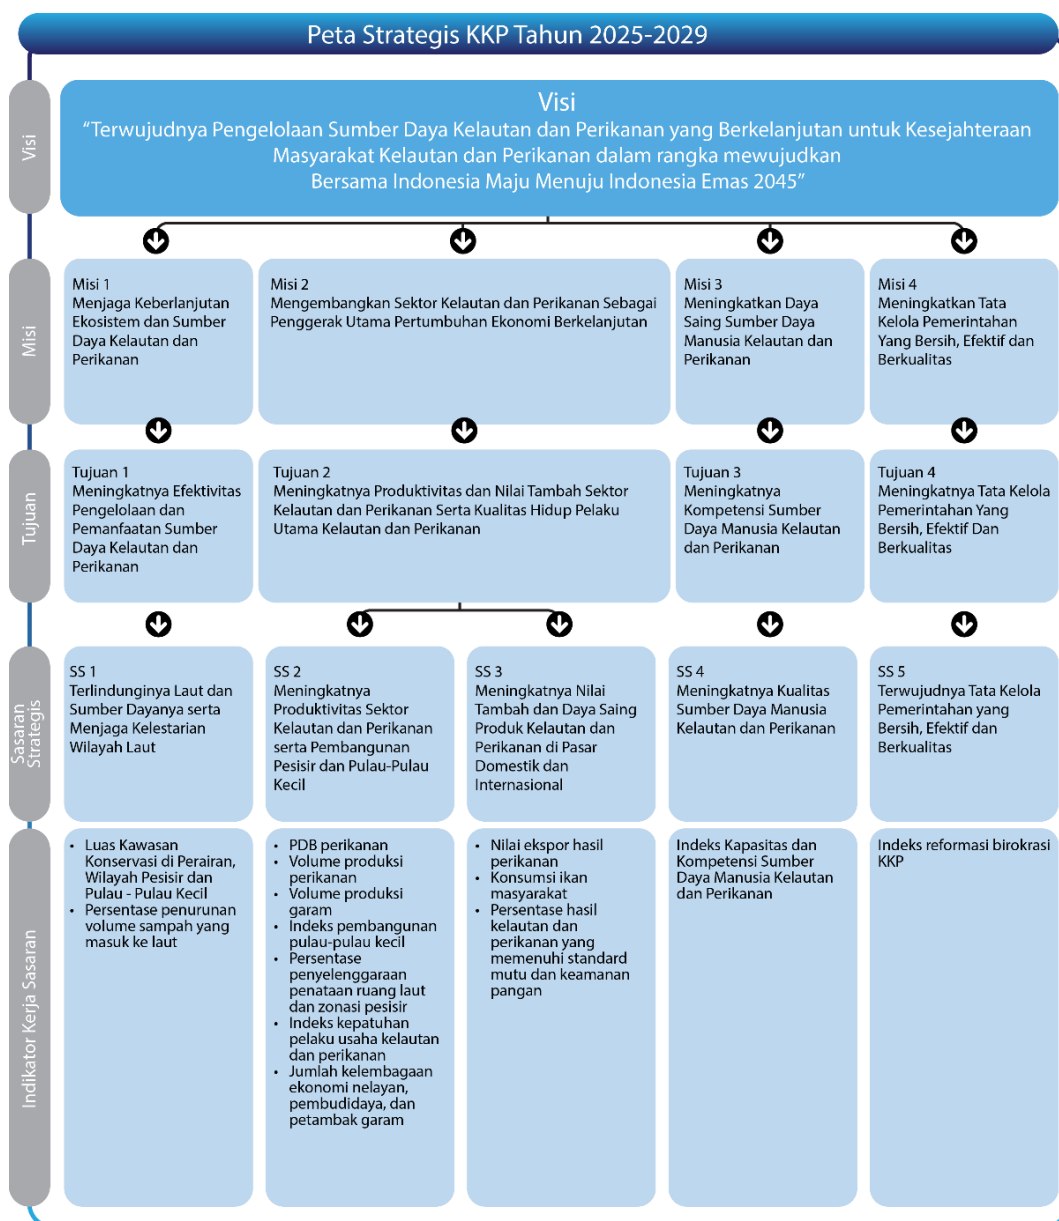 Peta Strategis KKP Tahun 2025-2029
Visi
Visi
“Terwujudnya Pengelolaan Sumber Daya Kelautan dan Perikanan yang Berkelanjutan untuk Kesejahteraan
Masyarakat Kelautan dan Perikanan dalam rangka mewujudkan
Bersama Indonesia Maju Menuju Indonesia Emas 2045”
Misi
Misi 1
Menjaga Keberlanjutan
Ekosistem dan Sumber
Daya Kelautan dan
Perikanan
Misi 2
Mengembangkan Sektor Kelautan dan Perikanan Sebagai
Penggerak Utama Pertumbuhan Ekonomi Berkelanjutan
Misi 3
Meningkatkan Daya
Saing Sumber Daya
Manusia Kelautan dan
Perikanan
Misi 4
Meningkatkan Tata
Kelola Pemerintahan
Yang Bersih, Efektif dan
Berkualitas
Tujuan
Tujuan 1
Meningkatnya Efektivitas
Pengelolaan dan
Pemanfaatan Sumber
Daya Kelautan dan
Perikanan
Tujuan 2
Meningkatnya Produktivitas dan Nilai Tambah Sektor
Kelautan dan Perikanan Serta Kualitas Hidup Pelaku
Utama Kelautan dan Perikanan
Tujuan 3
Meningkatnya
Kompetensi Sumber
Daya Manusia Kelautan
dan Perikanan
Tujuan 4
Meningkatnya Tata Kelola
Pemerintahan Yang
Bersih, Efektif Dan
Berkualitas
Sasaran
Strategis
SS 1
Terlindunginya Laut dan
Sumber Dayanya serta
Menjaga Kelestarian
Wilayah Laut
SS 2
Meningkatnya
Produktivitas Sektor
Kelautan dan Perikanan
serta Pembangunan
Pesisir dan Pulau-Pulau
Kecil
SS 3
Meningkatnya Nilai
Tambah dan Daya Saing
Produk Kelautan dan
Perikanan di Pasar
Domestik dan
Internasional
SS 4
Meningkatnya Kualitas
Sumber Daya Manusia
Kelautan dan Perikanan
SS 5
Terwujudnya Tata Kelola
Pemerintahan yang
Bersih, Efektif dan
Berkualitas
Indikator Kerja Sasaran
• Luas Kawasan
Konservasi di Perairan,
Wilayah Pesisir dan
Pulau - Pulau Kecil
• Persentase penurunan
volume sampah yang
masuk ke laut
• PDB perikanan
• Volume produksi
perikanan
• Volume produksi
garam
• Indeks pembangunan
pulau-pulau kecil
• Persentase
penyelenggaraan
penataan ruang laut
dan zonasi pesisir
• Indeks kepatuhan
pelaku usaha kelautan
dan perikanan
• Jumlah kelembagaan
ekonomi nelayan,
pembudidaya, dan
petambak garam
• Nilai ekspor hasil
perikanan
• Konsumsi ikan
masyarakat
• Persentase hasil
kelautan dan
perikanan yang
memenuhi standard
mutu dan keamanan
pangan
Indeks Kapasitas dan
Kompetensi Sumber
Daya Manusia Kelautan
dan Perikanan
Indeks reformasi birokrasi
KKP